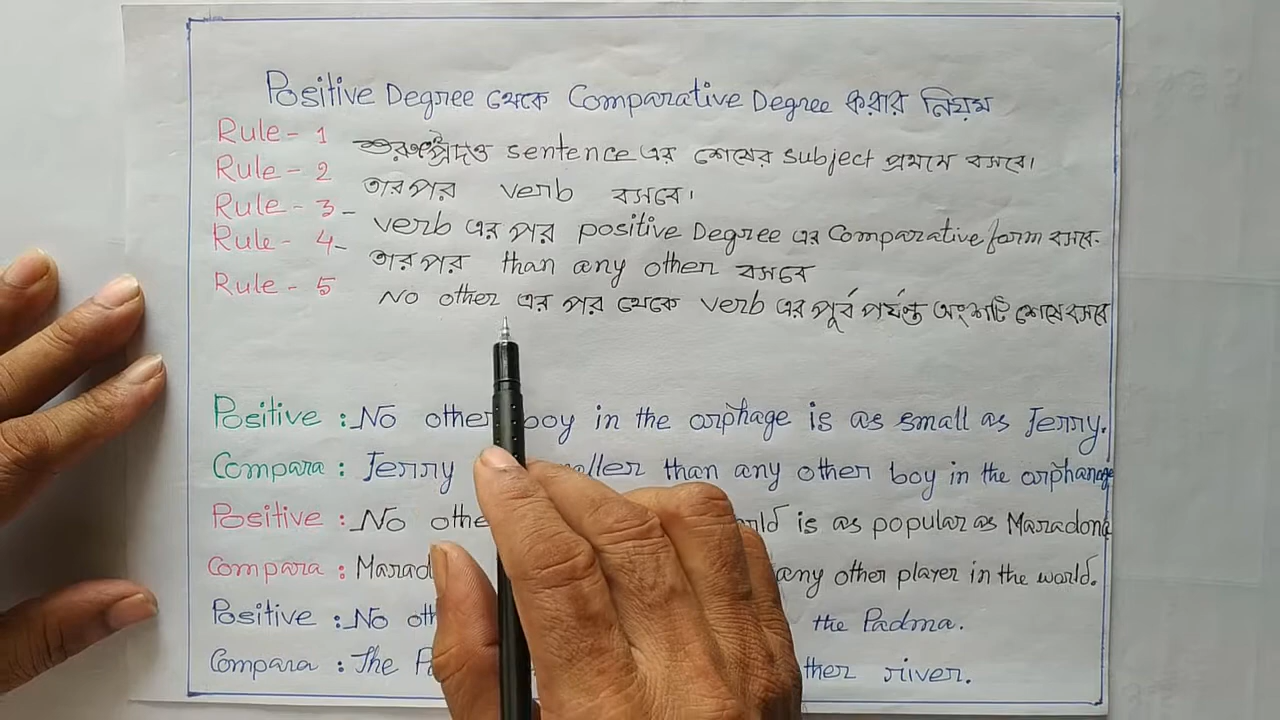 Positive Degree থেকে Comparative Degree করার নিয়ম
Rule - 1 প্রদত্ত sentence এর শেষের subject প্রথমে বসবে।
Rule - 2 তারপর verb বসবে।
Rule - 3 - verb এর পর positive Degree এর Comparative form বসবে-
Rule - 4 - তারপর than any other বসবে
Rule - 5 No other এর পর থেকে verb এর পূর্ব পর্যন্ত অংশটি শেষে বসবে
Positive : No other boy in the orphage is as small as Jerry.
Compara : Jerry than any other boy in the orphanage
Positive : No is as popular as Maradona
Compara : any other player in the world.
Positive : No the Padma.
Compara : The river.